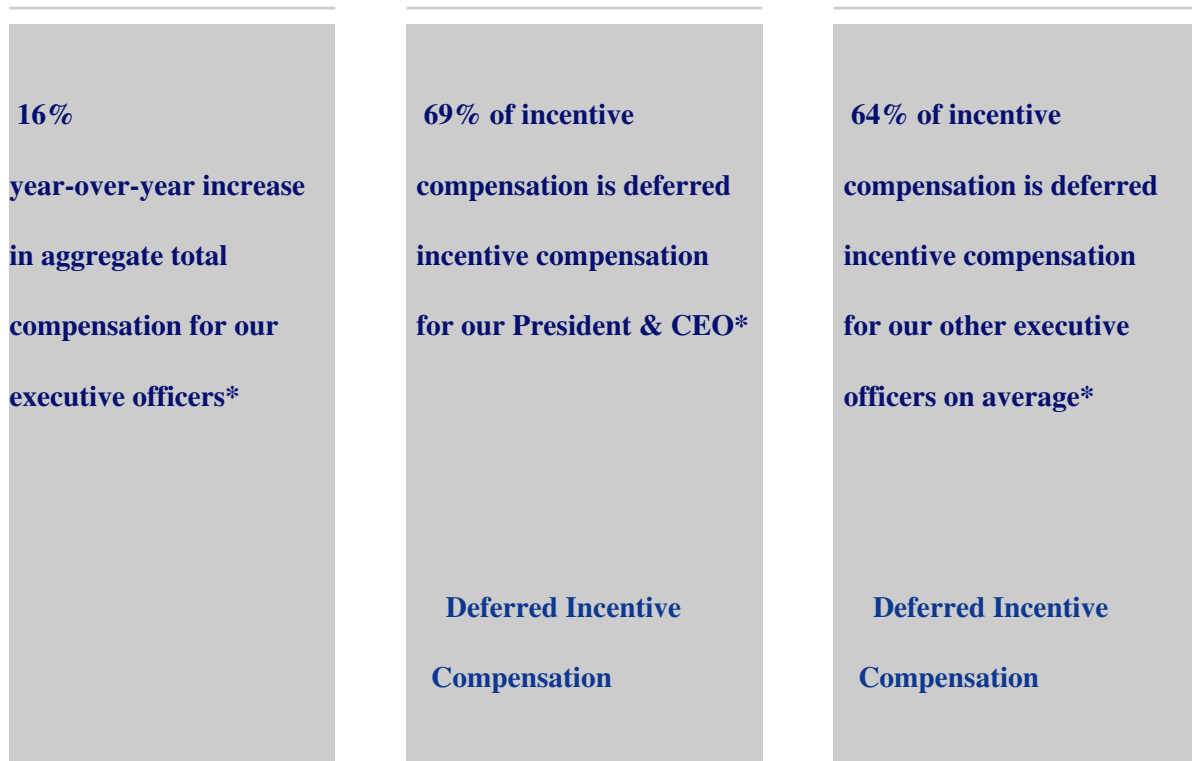 16%
year-over-year increase
in aggregate total
compensation for our
executive officers*
69% of incentive
compensation is deferred
incentive compensation
for our President & CEO*
Deferred Incentive
Compensation
64% of incentive
compensation is deferred
incentive compensation
for our other executive
officers on average*
Deferred Incentive
Compensation